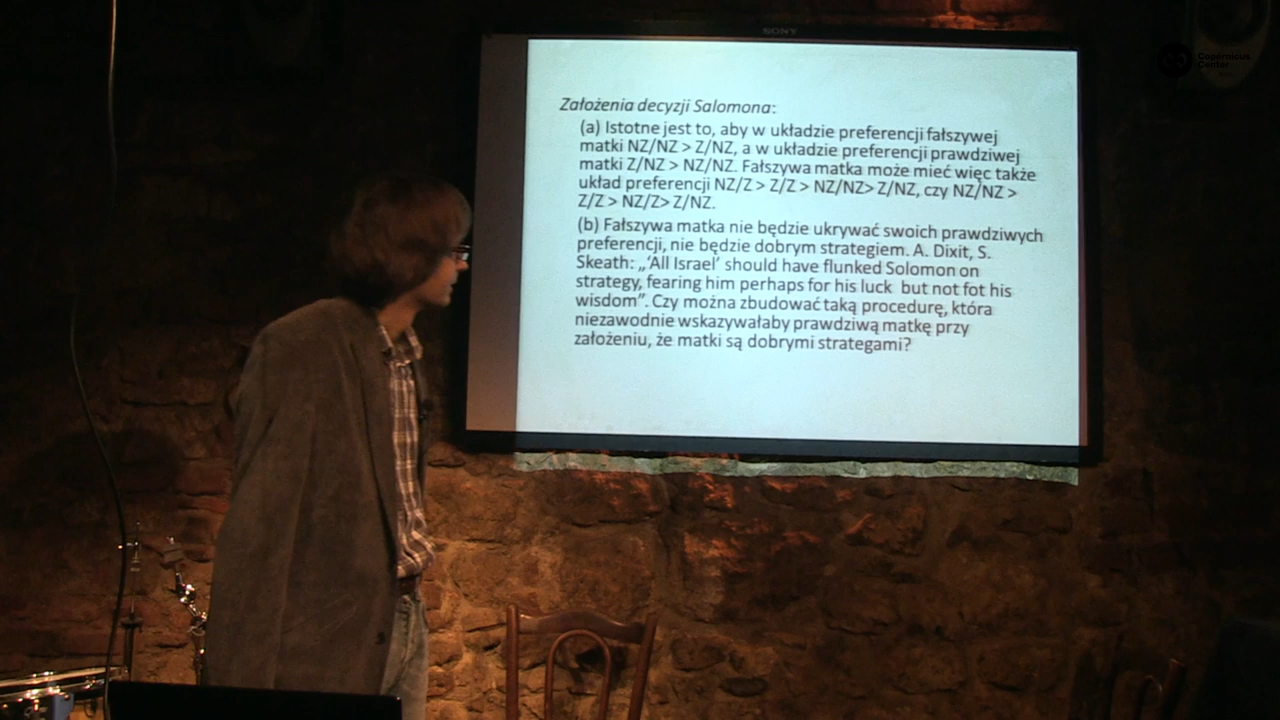 SONY
Copernicus
Center
Założenia decyzji Salomona:
(a) Istotne jest to, aby w układzie preferencji fałszywej
matki NZ/NZ > Z/NZ, a w układzie preferencji prawdziwej
matki Z/NZ > NZ/NZ. Fałszywa matka może mieć więc także
układ preferencji NZ/Z > Z/Z > NZ/NZ> Z/NZ, czy NZ/NZ >
Z/Z > NZ/Z> Z/NZ.
(b) Fałszywa matka nie będzie ukrywać swoich prawdziwych
preferencji, nie będzie dobrym strategiem. A. Dixit, S.
Skeath: „‘All Israel’ should have flunked Solomon on
strategy, fearing him perhaps for his luck but not fot his
wisdom”. Czy można zbudować taką procedurę, która
niezawodnie wskazywałaby prawdziwą matkę przy
założeniu, że matki są dobrymi strategami?